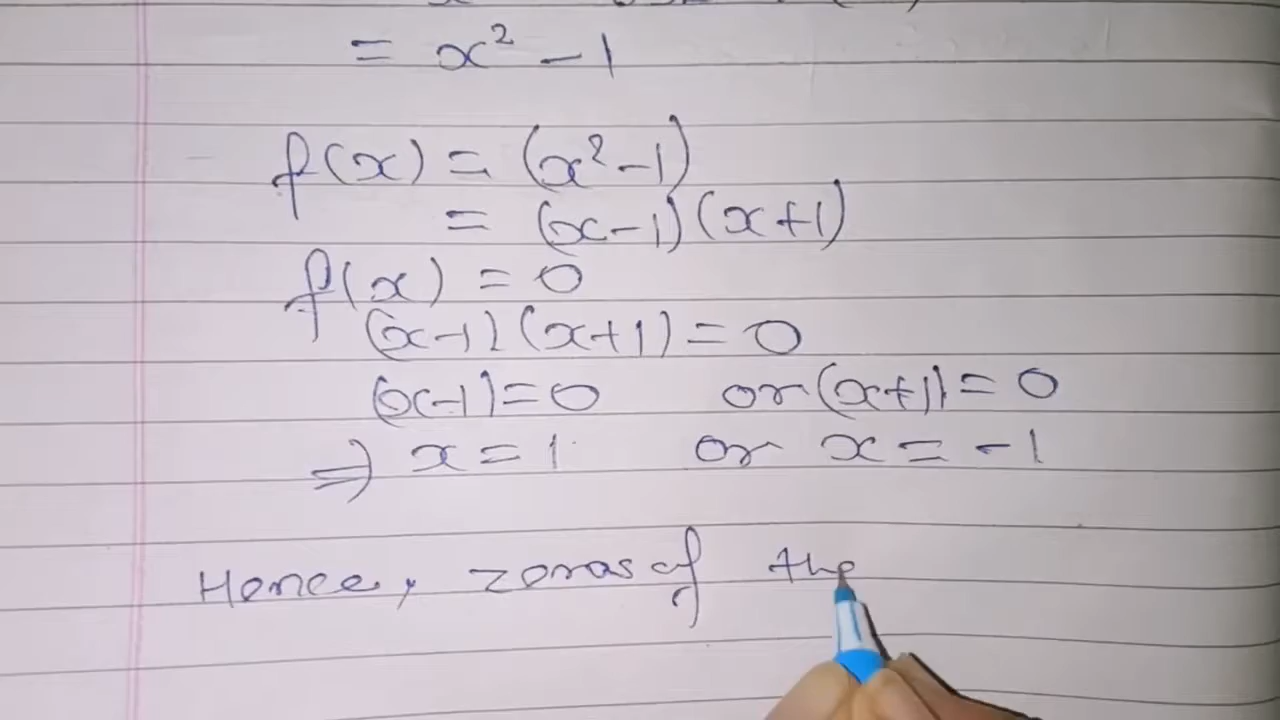 = x² - 1
f(x) = (x² - 1)
= (x-1)(x+1)
f(x) = 0
(x-1)(x+1) = 0
(x-1) = 0 or (x+1) = 0
⇒ x = 1 or x = -1
Hence, zeros of the